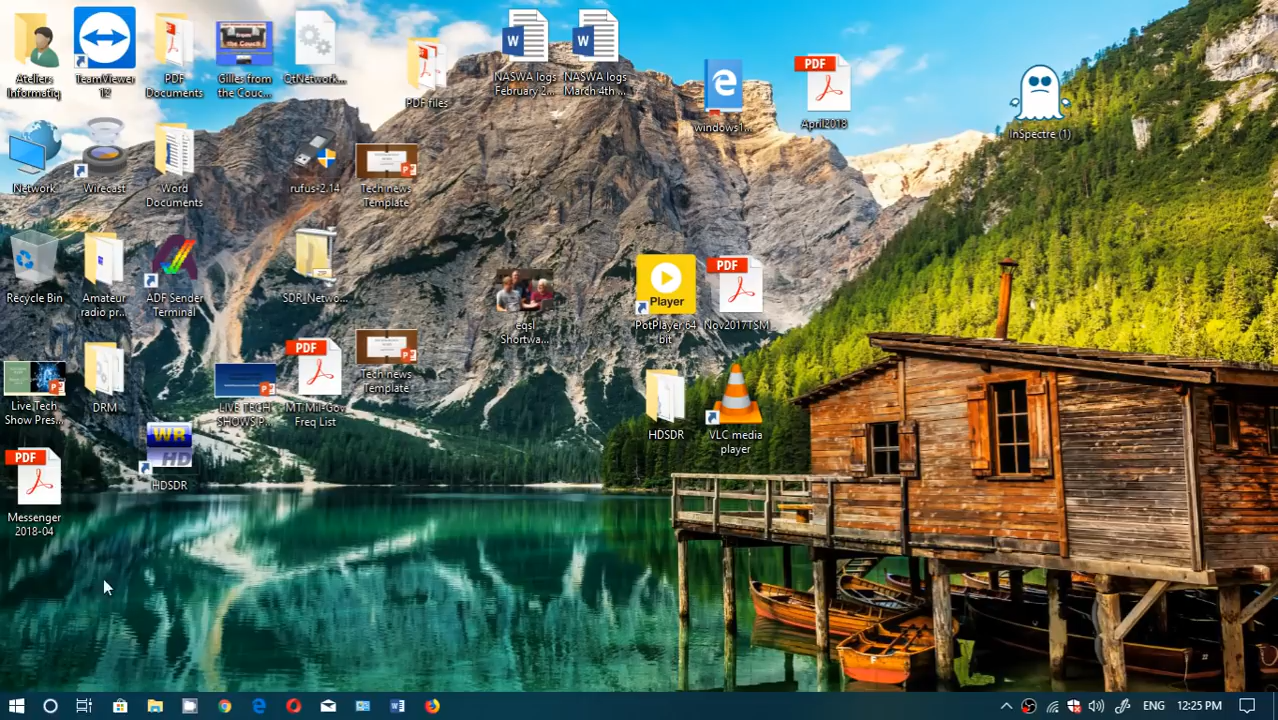 Ateliers
Informatiq
TeamViewer
12
PDF
Documents
Gilles from
the Couc...
QtNetwork...
PDF files
NASWA logs
February 2...
NASWA logs
March 4th ...
windows1...
PDF
April2018
InSpectre (1)
Network
Wirecast
Word
Documents
rufus-2.14
Tech news
Template
Recycle Bin
Amateur
radio pr...
ADF Sender
Terminal
SDR_Netwo...
eqsl
Shortwa...
Player
PotPlayer 64
bit
PDF
Nov2017TSM
Live Tech
Show Pres...
DRM
LIVE TECH
SHOWS P...
PDF
MT Mil-Gov
Freq List
Tech news
Template
HDSDR
VLC media
player
WR
HD
HDSDR
PDF
Messenger
2018-04
ENG
12:25 PM